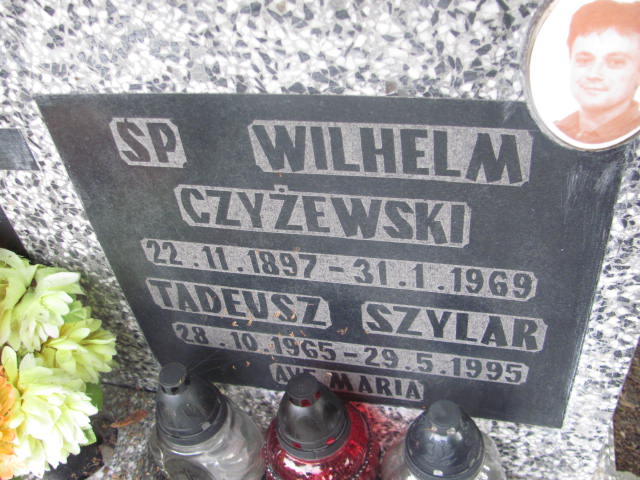 SP WILHELM
CZYŻEWSKI
22.11.1897-31.1.1969
TADEUSZ SZYLAR
28.10.1965-29.5.1995
AVE MARIA